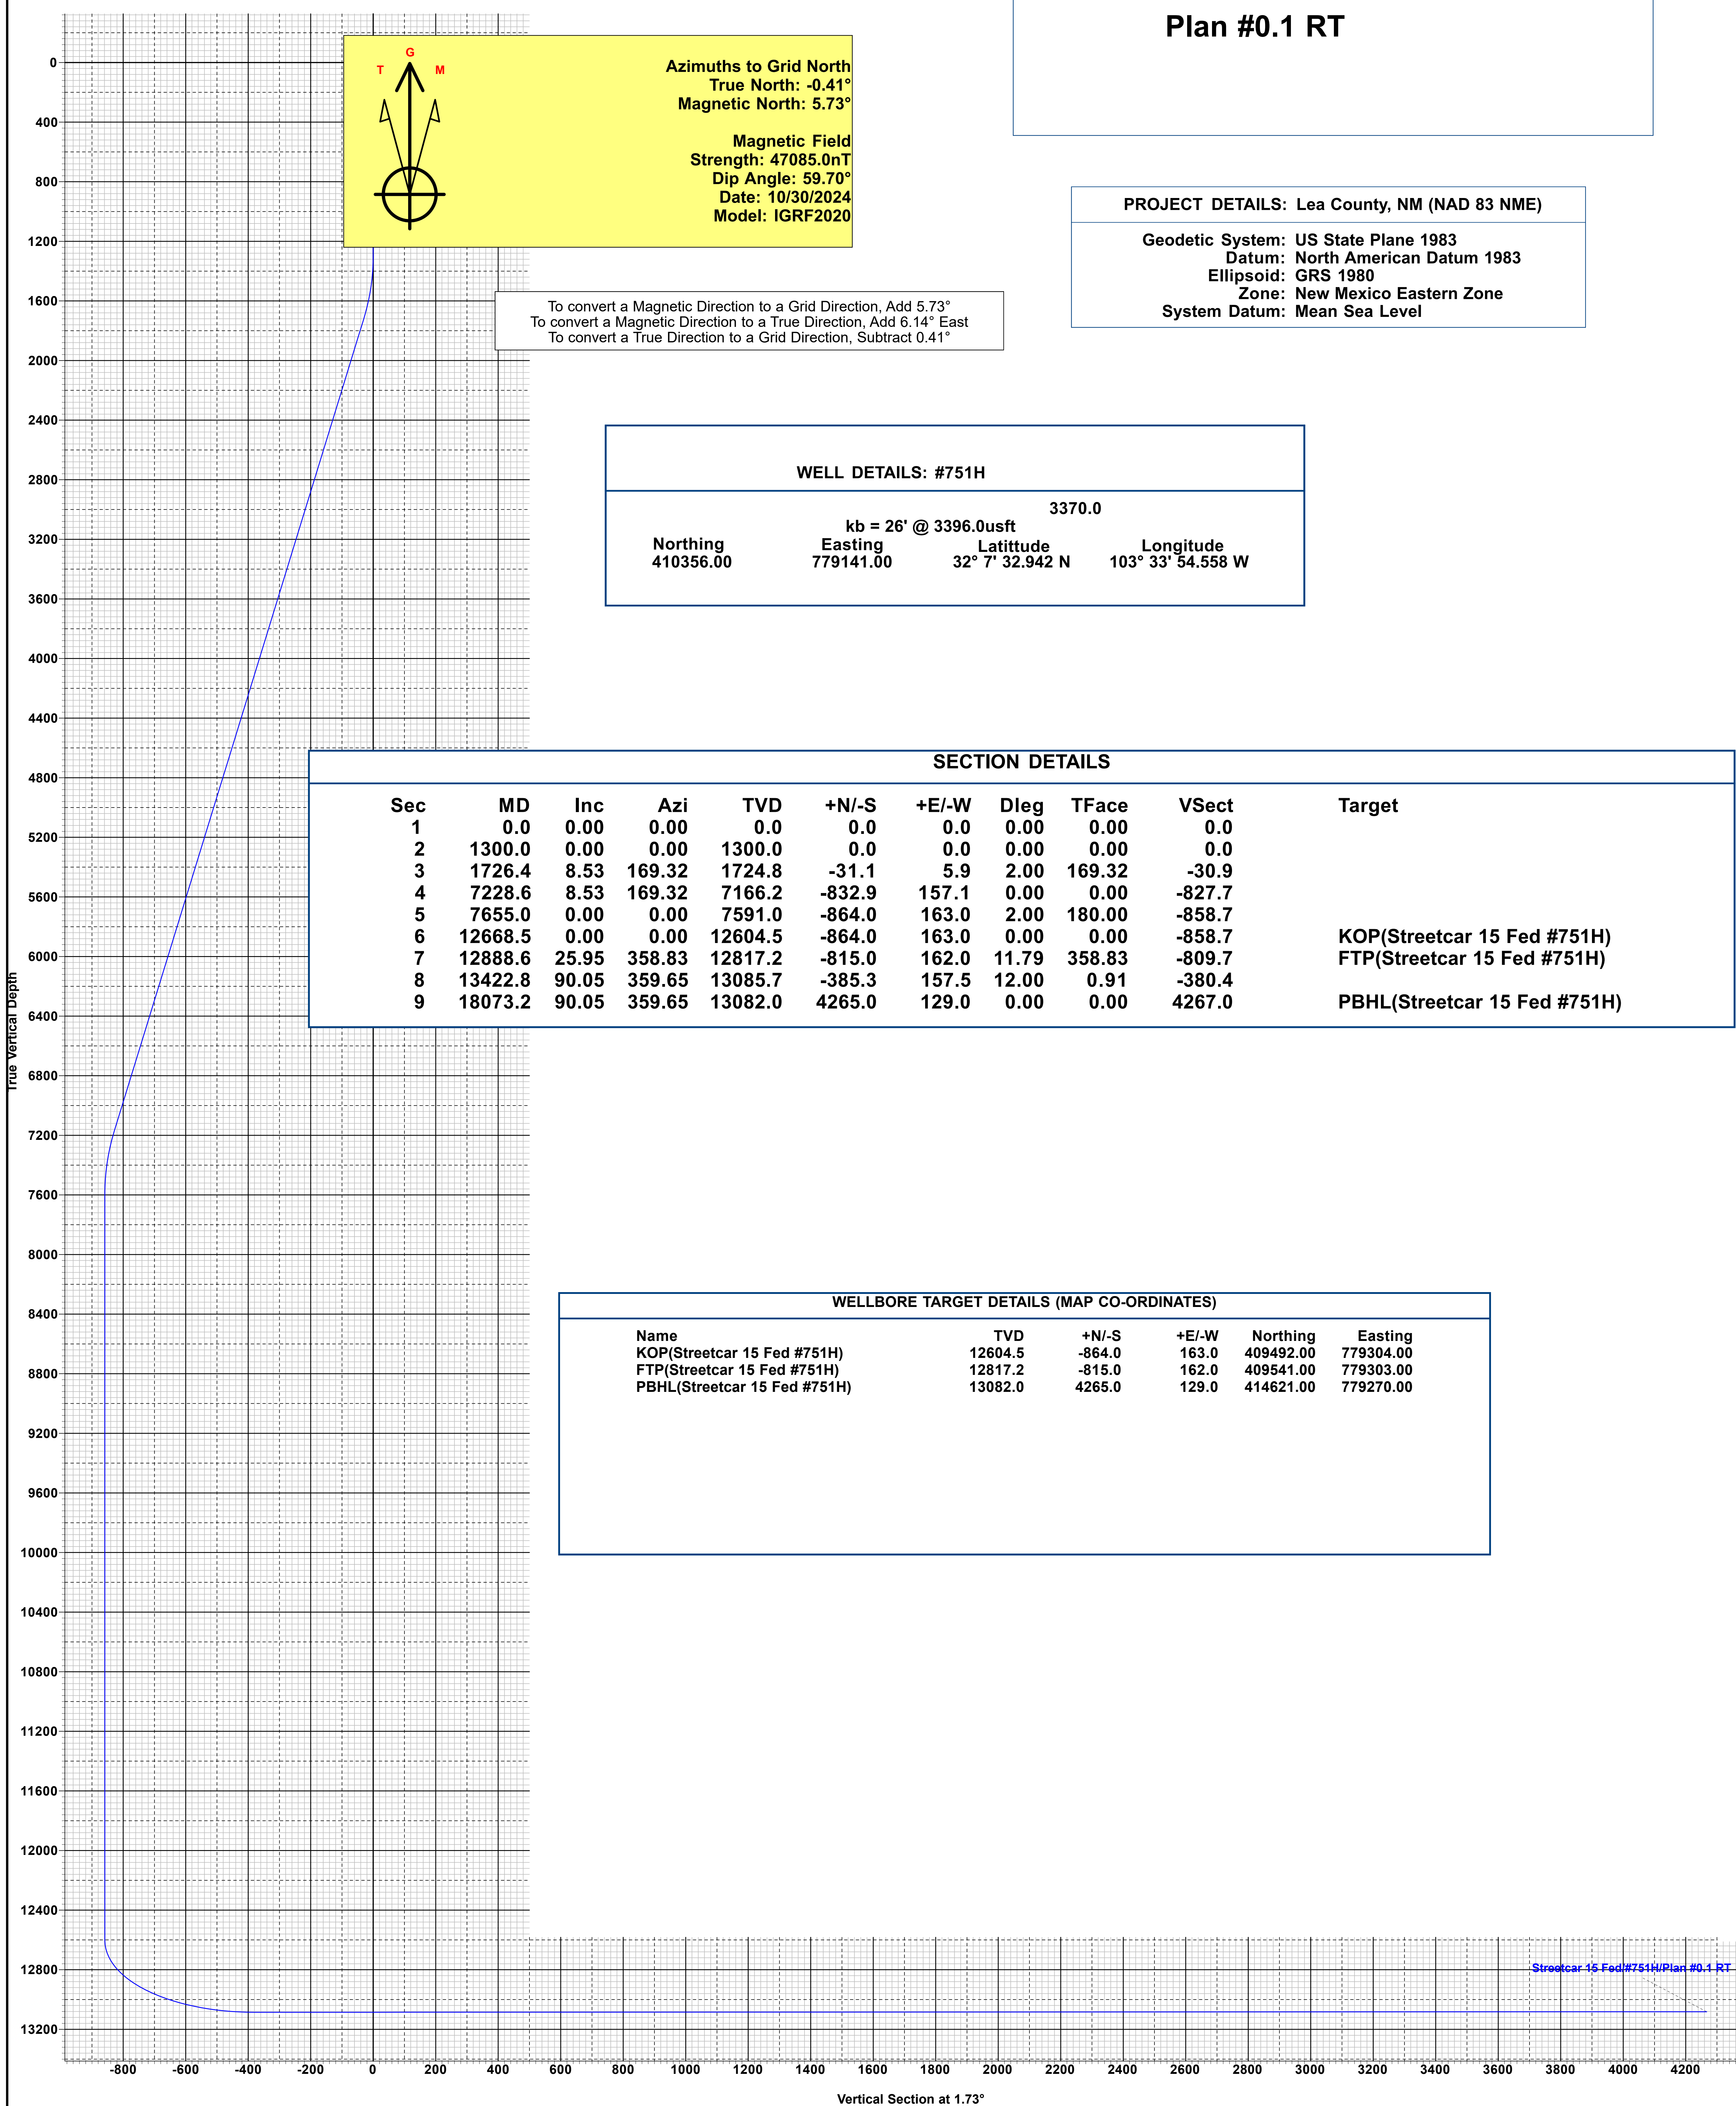 Plan #0.1 RT
T G M
Azimuths to Grid North
True North: -0.41°
Magnetic North: 5.73°
Magnetic Field
Strength: 47085.0nT
Dip Angle: 59.70°
Date: 10/30/2024
Model: IGRF2020
PROJECT DETAILS: Lea County, NM (NAD 83 NME)
Geodetic System: US State Plane 1983
Datum: North American Datum 1983
Ellipsoid: GRS 1980
Zone: New Mexico Eastern Zone
System Datum: Mean Sea Level
To convert a Magnetic Direction to a Grid Direction, Add 5.73°
To convert a Magnetic Direction to a True Direction, Add 6.14° East
To convert a True Direction to a Grid Direction, Subtract 0.41°
WELL DETAILS: #751H
3370.0
kb = 26' @ 3396.0usft
Northing Easting Latittude Longitude
410356.00 779141.00 32° 7' 32.942 N 103° 33' 54.558 W
SECTION DETAILS
Sec MD Inc Azi TVD +N/-S +E/-W Dleg TFace VSect Target
1 0.0 0.00 0.00 0.0 0.0 0.0 0.00 0.00 0.0
2 1300.0 0.00 0.00 1300.0 0.0 0.0 0.00 0.00 0.0
3 1726.4 8.53 169.32 1724.8 -31.1 5.9 2.00 169.32 -30.9
4 7228.6 8.53 169.32 7166.2 -832.9 157.1 0.00 0.00 -827.7
5 7655.0 0.00 0.00 7591.0 -864.0 163.0 2.00 180.00 -858.7
6 12668.5 0.00 0.00 12604.5 -864.0 163.0 0.00 0.00 -858.7 KOP(Streetcar 15 Fed #751H)
7 12888.6 25.95 358.83 12817.2 -815.0 162.0 11.79 358.83 -809.7 FTP(Streetcar 15 Fed #751H)
8 13422.8 90.05 359.65 13085.7 -385.3 157.5 12.00 0.91 -380.4
9 18073.2 90.05 359.65 13082.0 4265.0 129.0 0.00 0.00 4267.0 PBHL(Streetcar 15 Fed #751H)
WELLBORE TARGET DETAILS (MAP CO-ORDINATES)
Name TVD +N/-S +E/-W Northing Easting
KOP(Streetcar 15 Fed #751H) 12604.5 -864.0 163.0 409492.00 779304.00
FTP(Streetcar 15 Fed #751H) 12817.2 -815.0 162.0 409541.00 779303.00
PBHL(Streetcar 15 Fed #751H) 13082.0 4265.0 129.0 414621.00 779270.00
True Vertical Depth
0
400
800
1200
1600
2000
2400
2800
3200
3600
4000
4400
4800
5200
5600
6000
6400
6800
7200
7600
8000
8400
8800
9200
9600
10000
10400
10800
11200
11600
12000
12400
12800
13200
Streetcar 15 Fed/#751H/Plan #0.1 RT
-800 -600 -400 -200 0 200 400 600 800 1000 1200 1400 1600 1800 2000 2200 2400 2600 2800 3000 3200 3400 3600 3800 4000 4200
Vertical Section at 1.73°